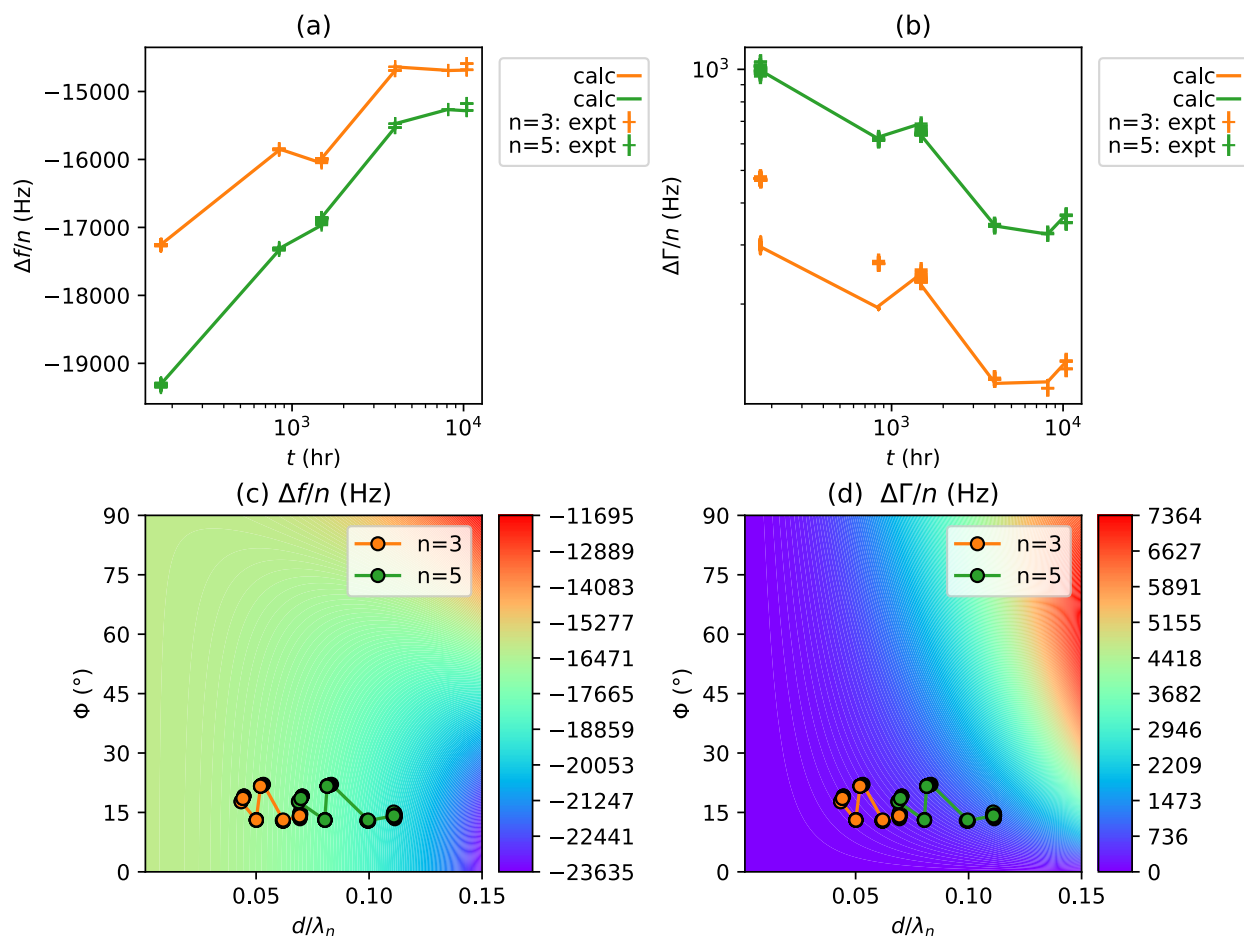 (a)
−15000
−16000
−17000
−18000
−19000
Δf/n (Hz)
10³
10⁴
t (hr)
calc
calc
n=3: expt
n=5: expt
(b)
10³
ΔΓ/n (Hz)
10³
10⁴
t (hr)
calc
calc
n=3: expt
n=5: expt
(c) Δf/n (Hz)
90
75
60
45
30
15
0
Φ (°)
0.05
0.10
0.15
d/λₙ
n=3
n=5
−11695
−12889
−14083
−15277
−16471
−17665
−18859
−20053
−21247
−22441
−23635
(d) ΔΓ/n (Hz)
90
75
60
45
30
15
0
Φ (°)
0.05
0.10
0.15
d/λₙ
n=3
n=5
7364
6627
5891
5155
4418
3682
2946
2209
1473
736
0